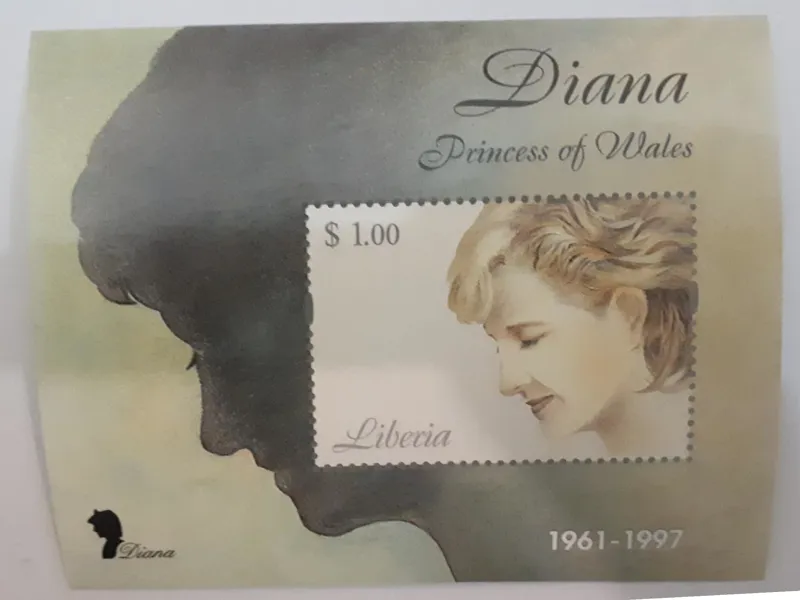 Diana
Princess of Wales
$ 1.00
Liberia
1961-1997
Diana